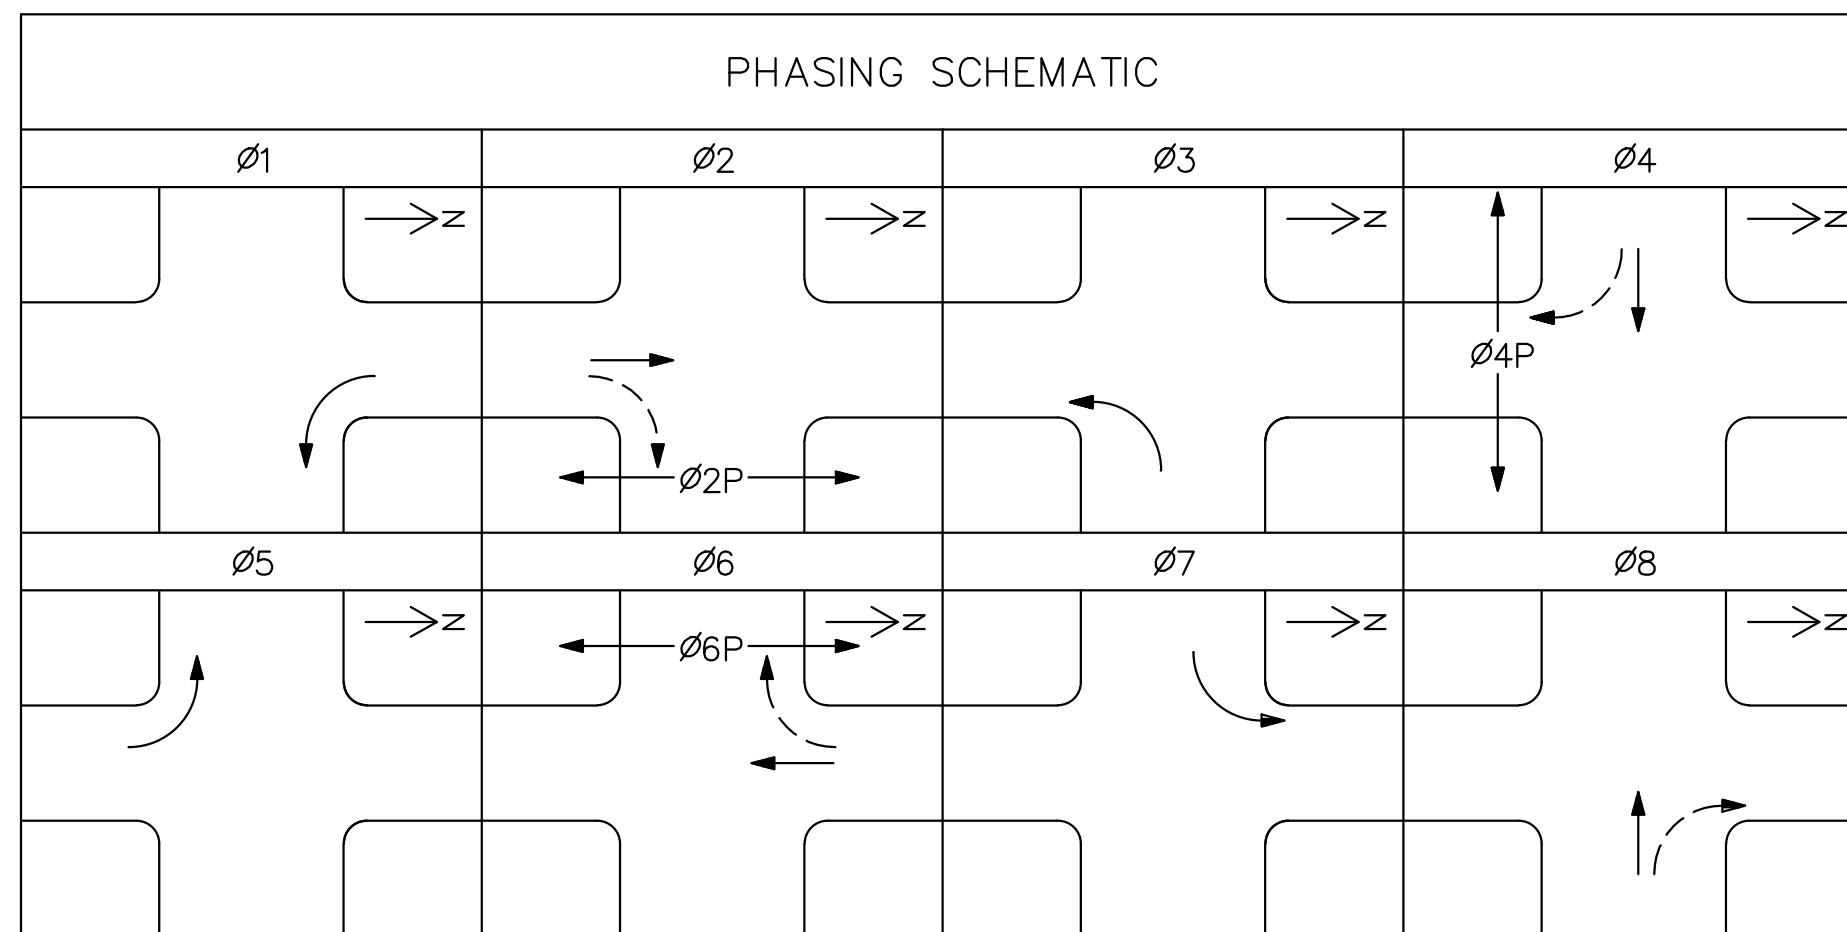 PHASING SCHEMATIC
Ø1 Ø2 Ø3 Ø4
N N N N
Ø4P
Ø2P
Ø5 Ø6 Ø7 Ø8
N N N N
Ø6P